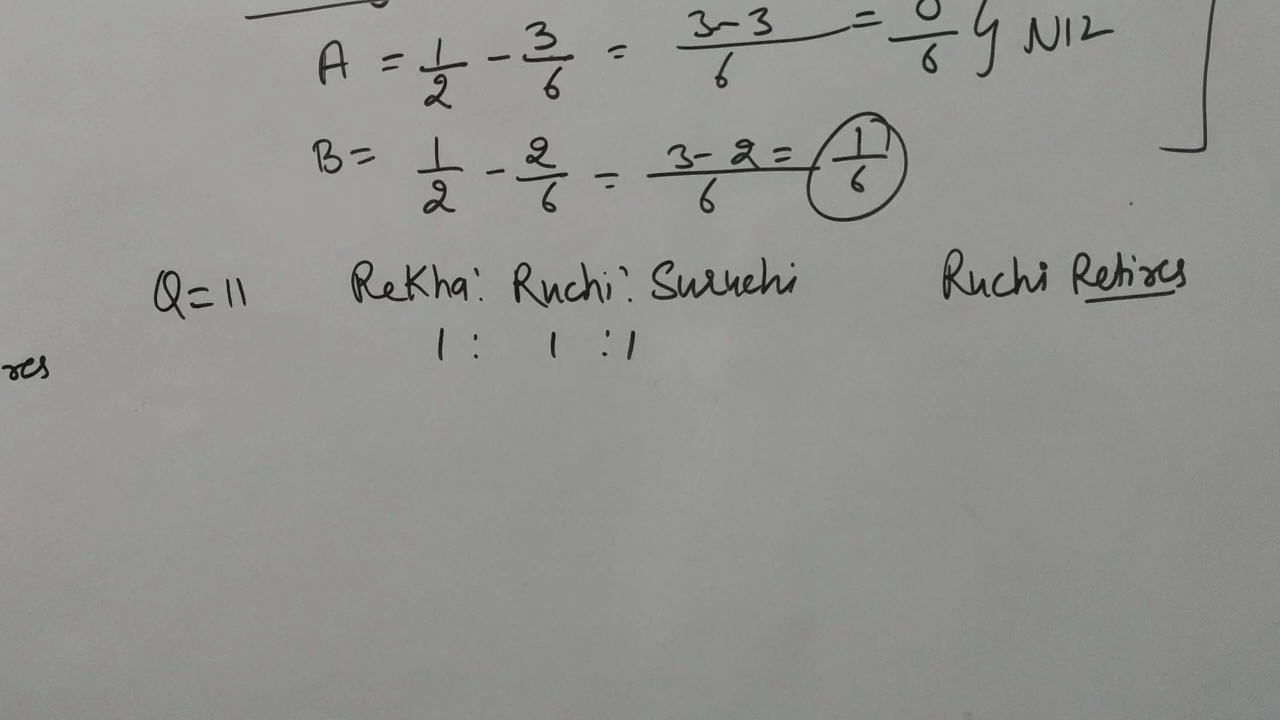 A = 1/2 - 3/6 = 3-3/6 = 0/6 } NIL
B = 1/2 - 2/6 = 3-2/6 = 1/6
Q=11 Rekha: Ruchi: Suruchi Ruchi Retires
1 : 1 : 1
res